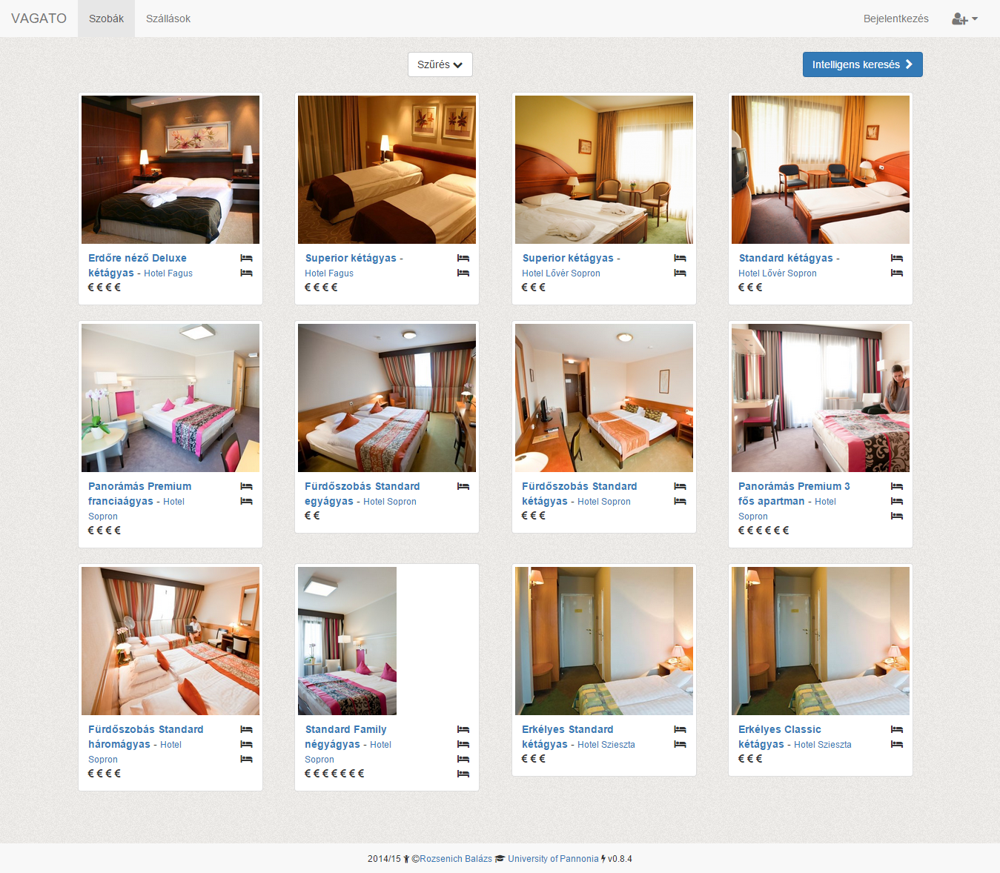 VAGATO Szobák Szállások Bejelentkezés
Szűrés
Intelligens keresés
Erdőre néző Deluxe
kétágyas - Hotel Fagus
€ € € €
Superior kétágyas -
Hotel Fagus
€ € € €
Superior kétágyas -
Hotel Lővér Sopron
€ € €
Standard kétágyas -
Hotel Lővér Sopron
€ € €
Panorámás Premium
franciaágyas - Hotel
Sopron
€ € € €
Fürdőszobás Standard
egyágyas - Hotel Sopron
€ €
Fürdőszobás Standard
kétágyas - Hotel Sopron
€ € €
Panorámás Premium 3
fős apartman - Hotel
Sopron
€ € € € € €
Fürdőszobás Standard
háromágyas - Hotel
Sopron
€ € € €
Standard Family
négyágyas - Hotel
Sopron
€ € € € € € €
Erkélyes Standard
kétágyas - Hotel Szieszta
€ € €
Erkélyes Classic
kétágyas - Hotel Szieszta
€ € €
2014/15 ©Rozsenich Balázs University of Pannonia v0.8.4